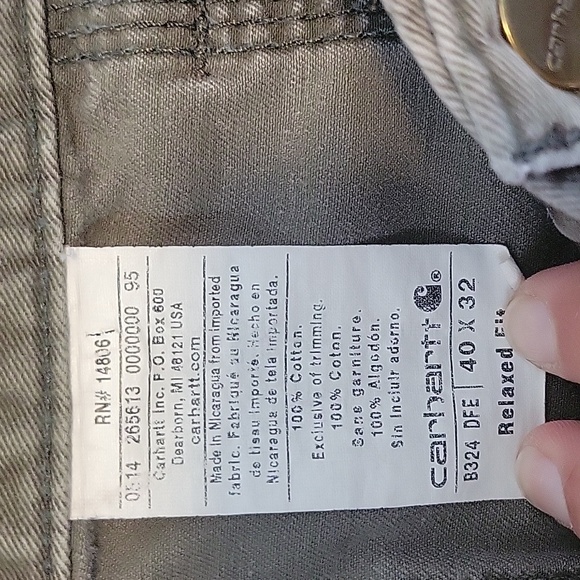 RN# 14806
265613 0000000 95
Carhartt Inc. P.O. Box 600
Dearborn, MI 48121 USA
carhartt.com
Made in Nicaragua from imported
fabric. Fabriqué au Nicaragua
de tissu importé. Hecho en
Nicaragua de tela importada.
100% Cotton.
Exclusive of trimming.
100% Coton.
Sans garniture.
100% Algodón.
Sin incluir adorno.
carhartt
B324 DFE 40 X 32
Relaxed Fit